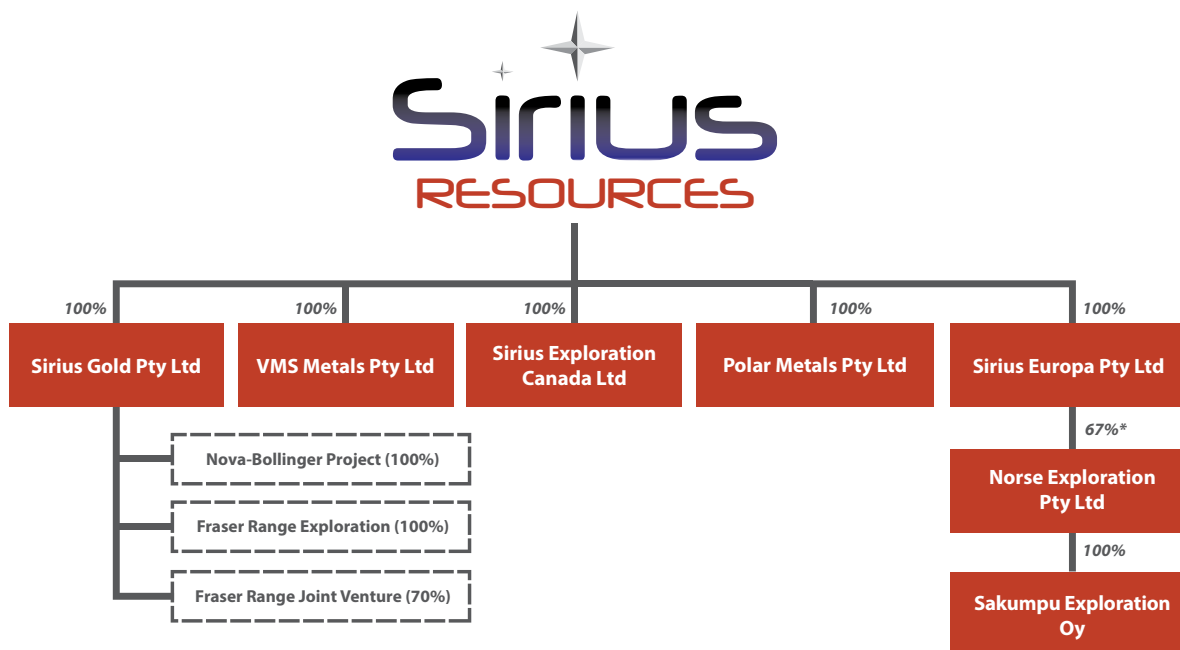 Sirius
RESOURCES
100%
100%
100%
100%
100%
Sirius Gold Pty Ltd
VMS Metals Pty Ltd
Sirius Exploration
Canada Ltd
Polar Metals Pty Ltd
Sirius Europa Pty Ltd
67%*
Nova-Bollinger Project (100%)
Norse Exploration
Pty Ltd
Fraser Range Exploration (100%)
100%
Fraser Range Joint Venture (70%)
Sakumpu Exploration
Oy